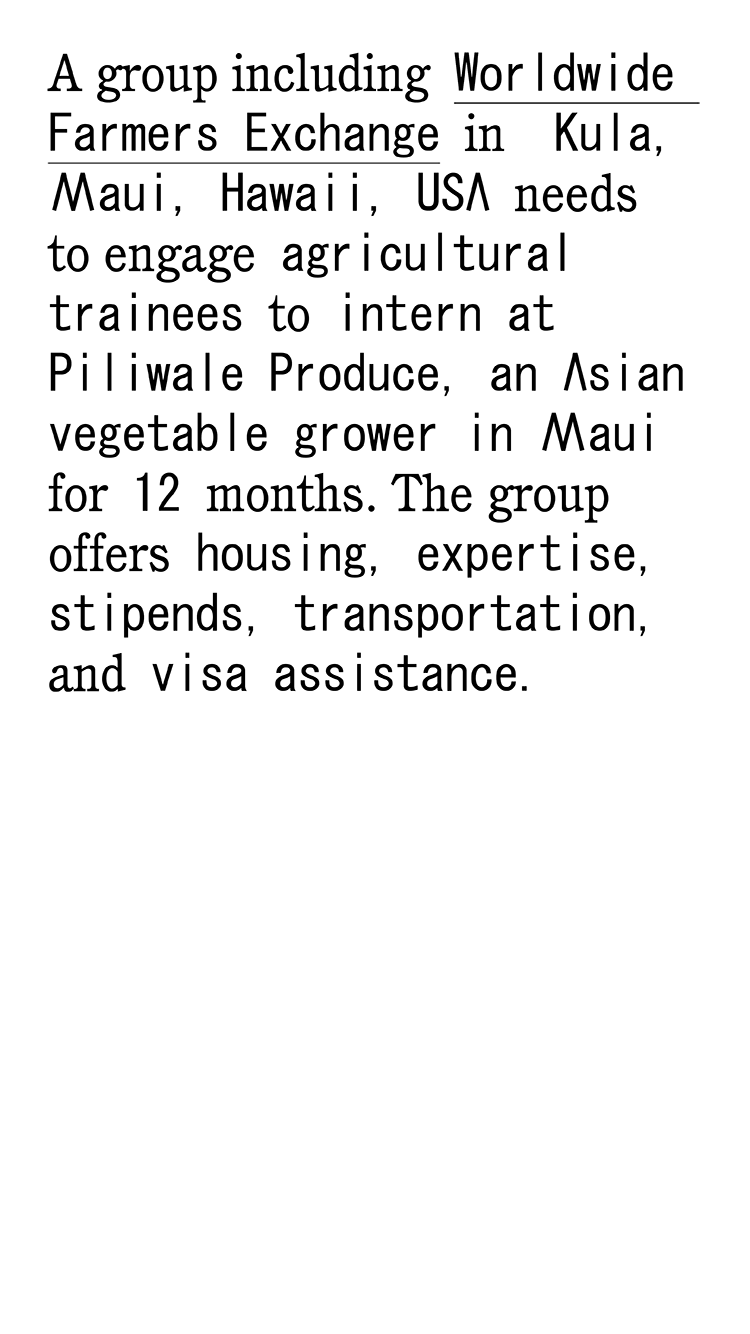 A group including Worldwide
Farmers Exchange in Kula,
Maui, Hawaii, USA needs
to engage agricultural
trainees to intern at
Piliwale Produce, an Asian
vegetable grower in Maui
for 12 months. The group
offers housing, expertise,
stipends, transportation,
and visa assistance.